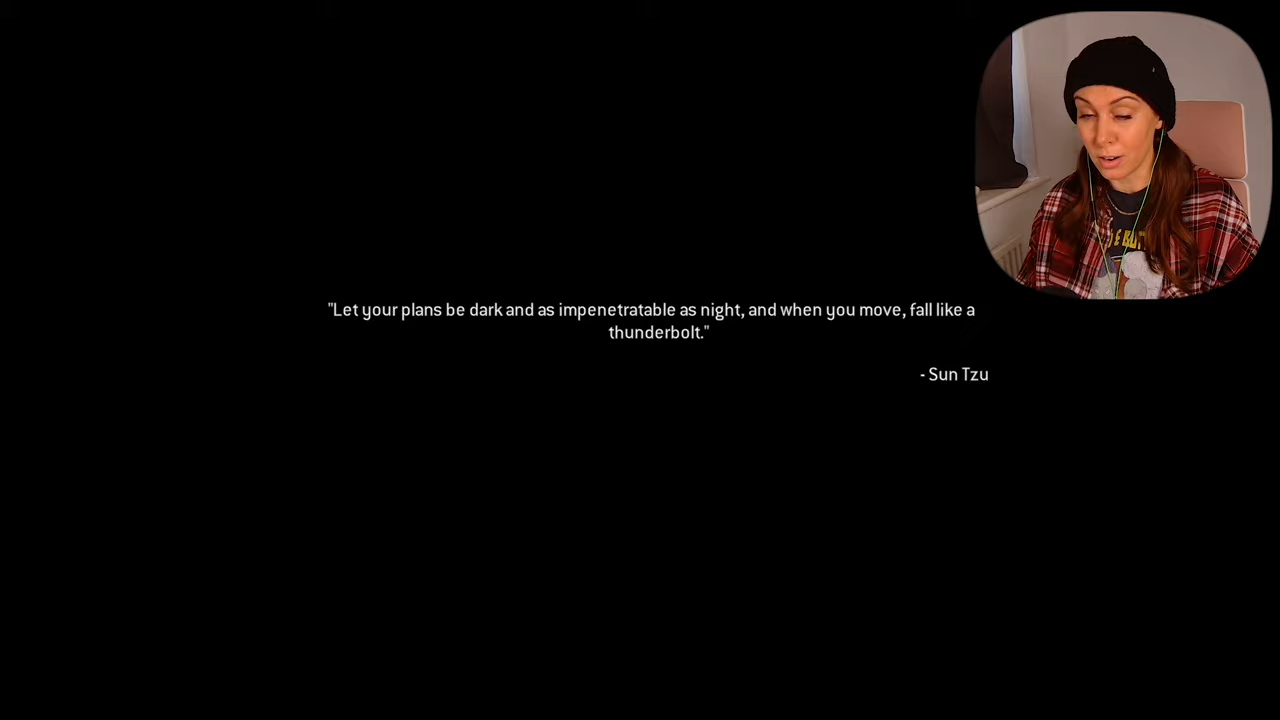 "Let your plans be dark and as impenetratable as night, and when you move, fall like a
thunderbolt."
- Sun Tzu